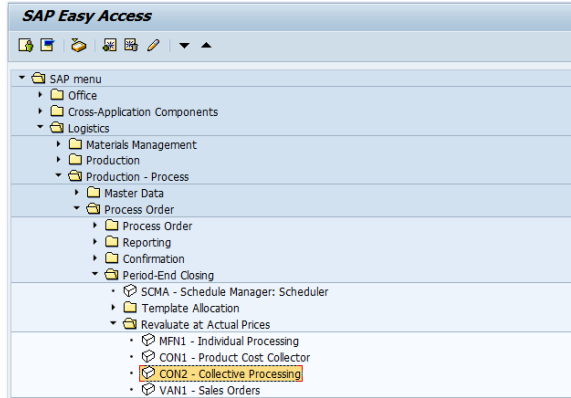 SAP Easy Access
SAP menu
Office
Cross-Application Components
Logistics
Materials Management
Production
Production - Process
Master Data
Process Order
Process Order
Reporting
Confirmation
Period-End Closing
SCMA - Schedule Manager: Scheduler
Template Allocation
Revaluate at Actual Prices
MFN1 - Individual Processing
CON1 - Product Cost Collector
CON2 - Collective Processing
VAN1 - Sales Orders